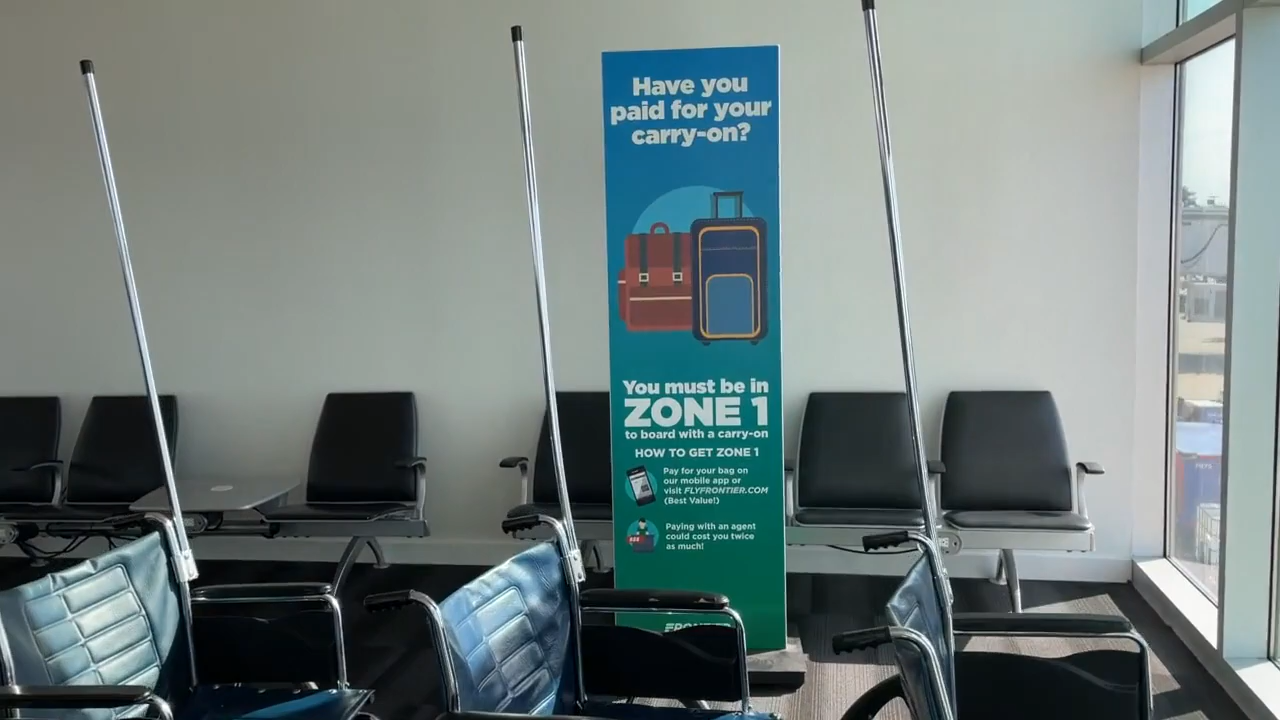 Have you
paid for your
carry-on?
You must be in
ZONE 1
to board with a carry-on
HOW TO GET ZONE 1
Pay for your bag on
our mobile app or
visit FLYFRONTIER.COM
(Best Value!)
Paying with an agent
could cost you twice
as much!
FRONTIER